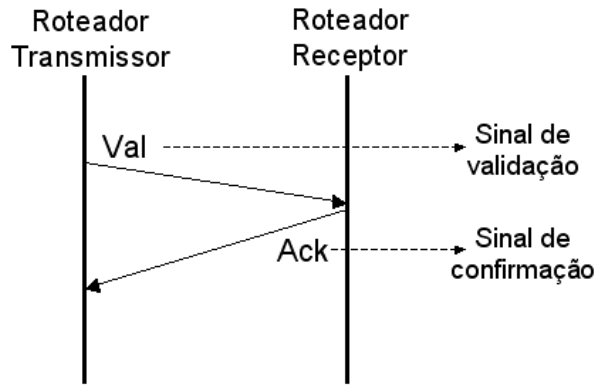 Roteador
Transmissor
Roteador
Receptor
Val
Sinal de
validação
Ack
Sinal de
confirmação